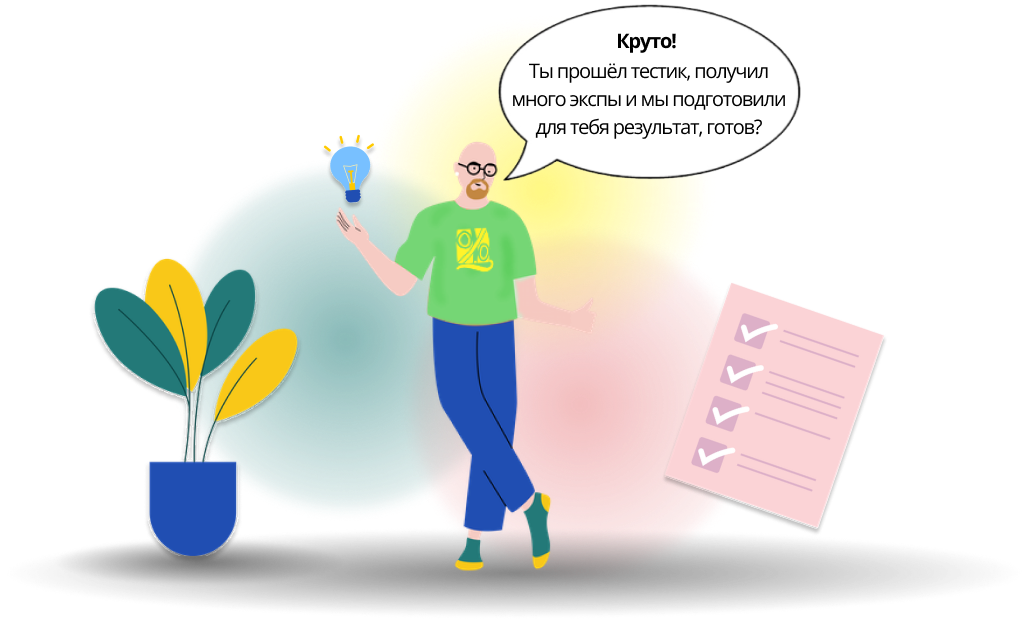 Круто!
Ты прошёл тестик, получил
много экспы и мы подготовили
для тебя результат, готов?